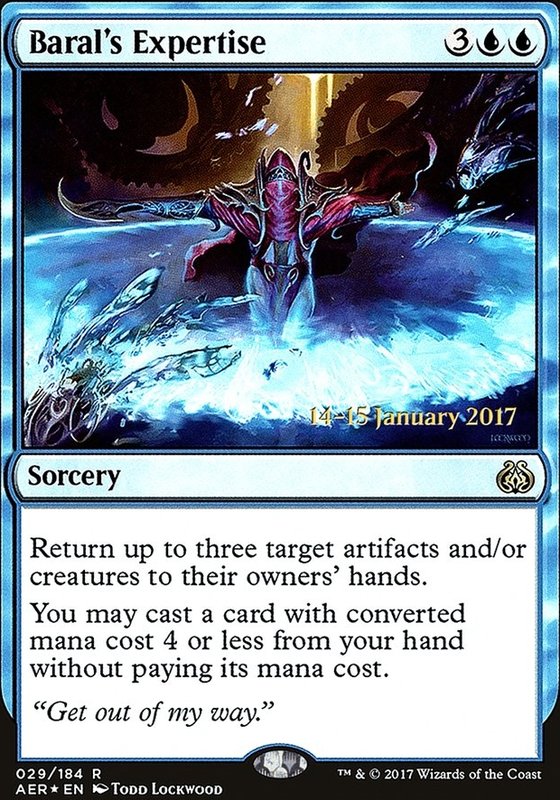 Baral's Expertise
3
14–15 January 2017
LOCKWOOD
Sorcery
Return up to three target artifacts and/or
creatures to their owners' hands.
You may cast a card with converted
mana cost 4 or less from your hand
without paying its mana cost.
“Get out of my way.”
029/184 R
AER★EN Todd Lockwood
™ & © 2017 Wizards of the Coast